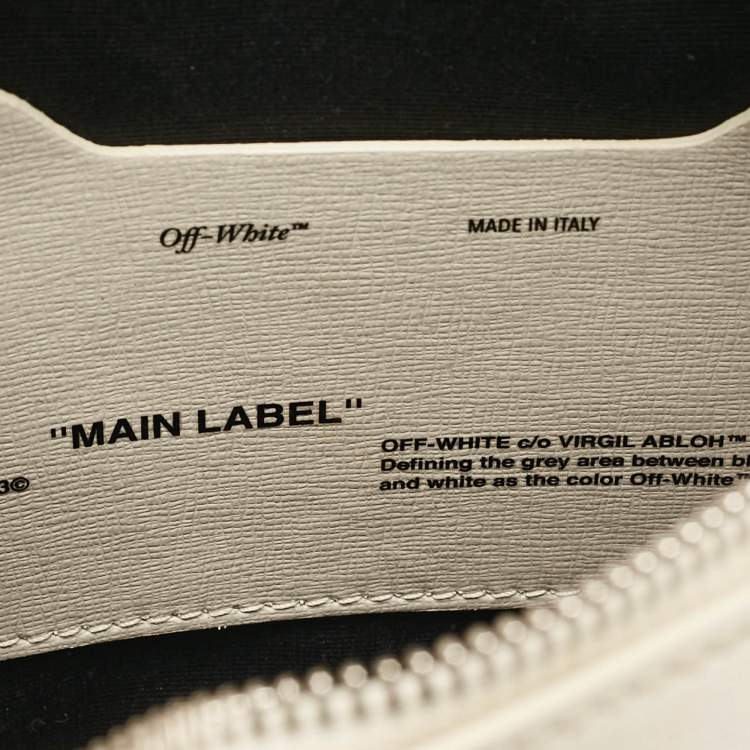 Off-White™
MADE IN ITALY
"MAIN LABEL"
OFF-WHITE c/o VIRGIL ABLOH™
Defining the grey area between
and white as the color Off-White™
3©